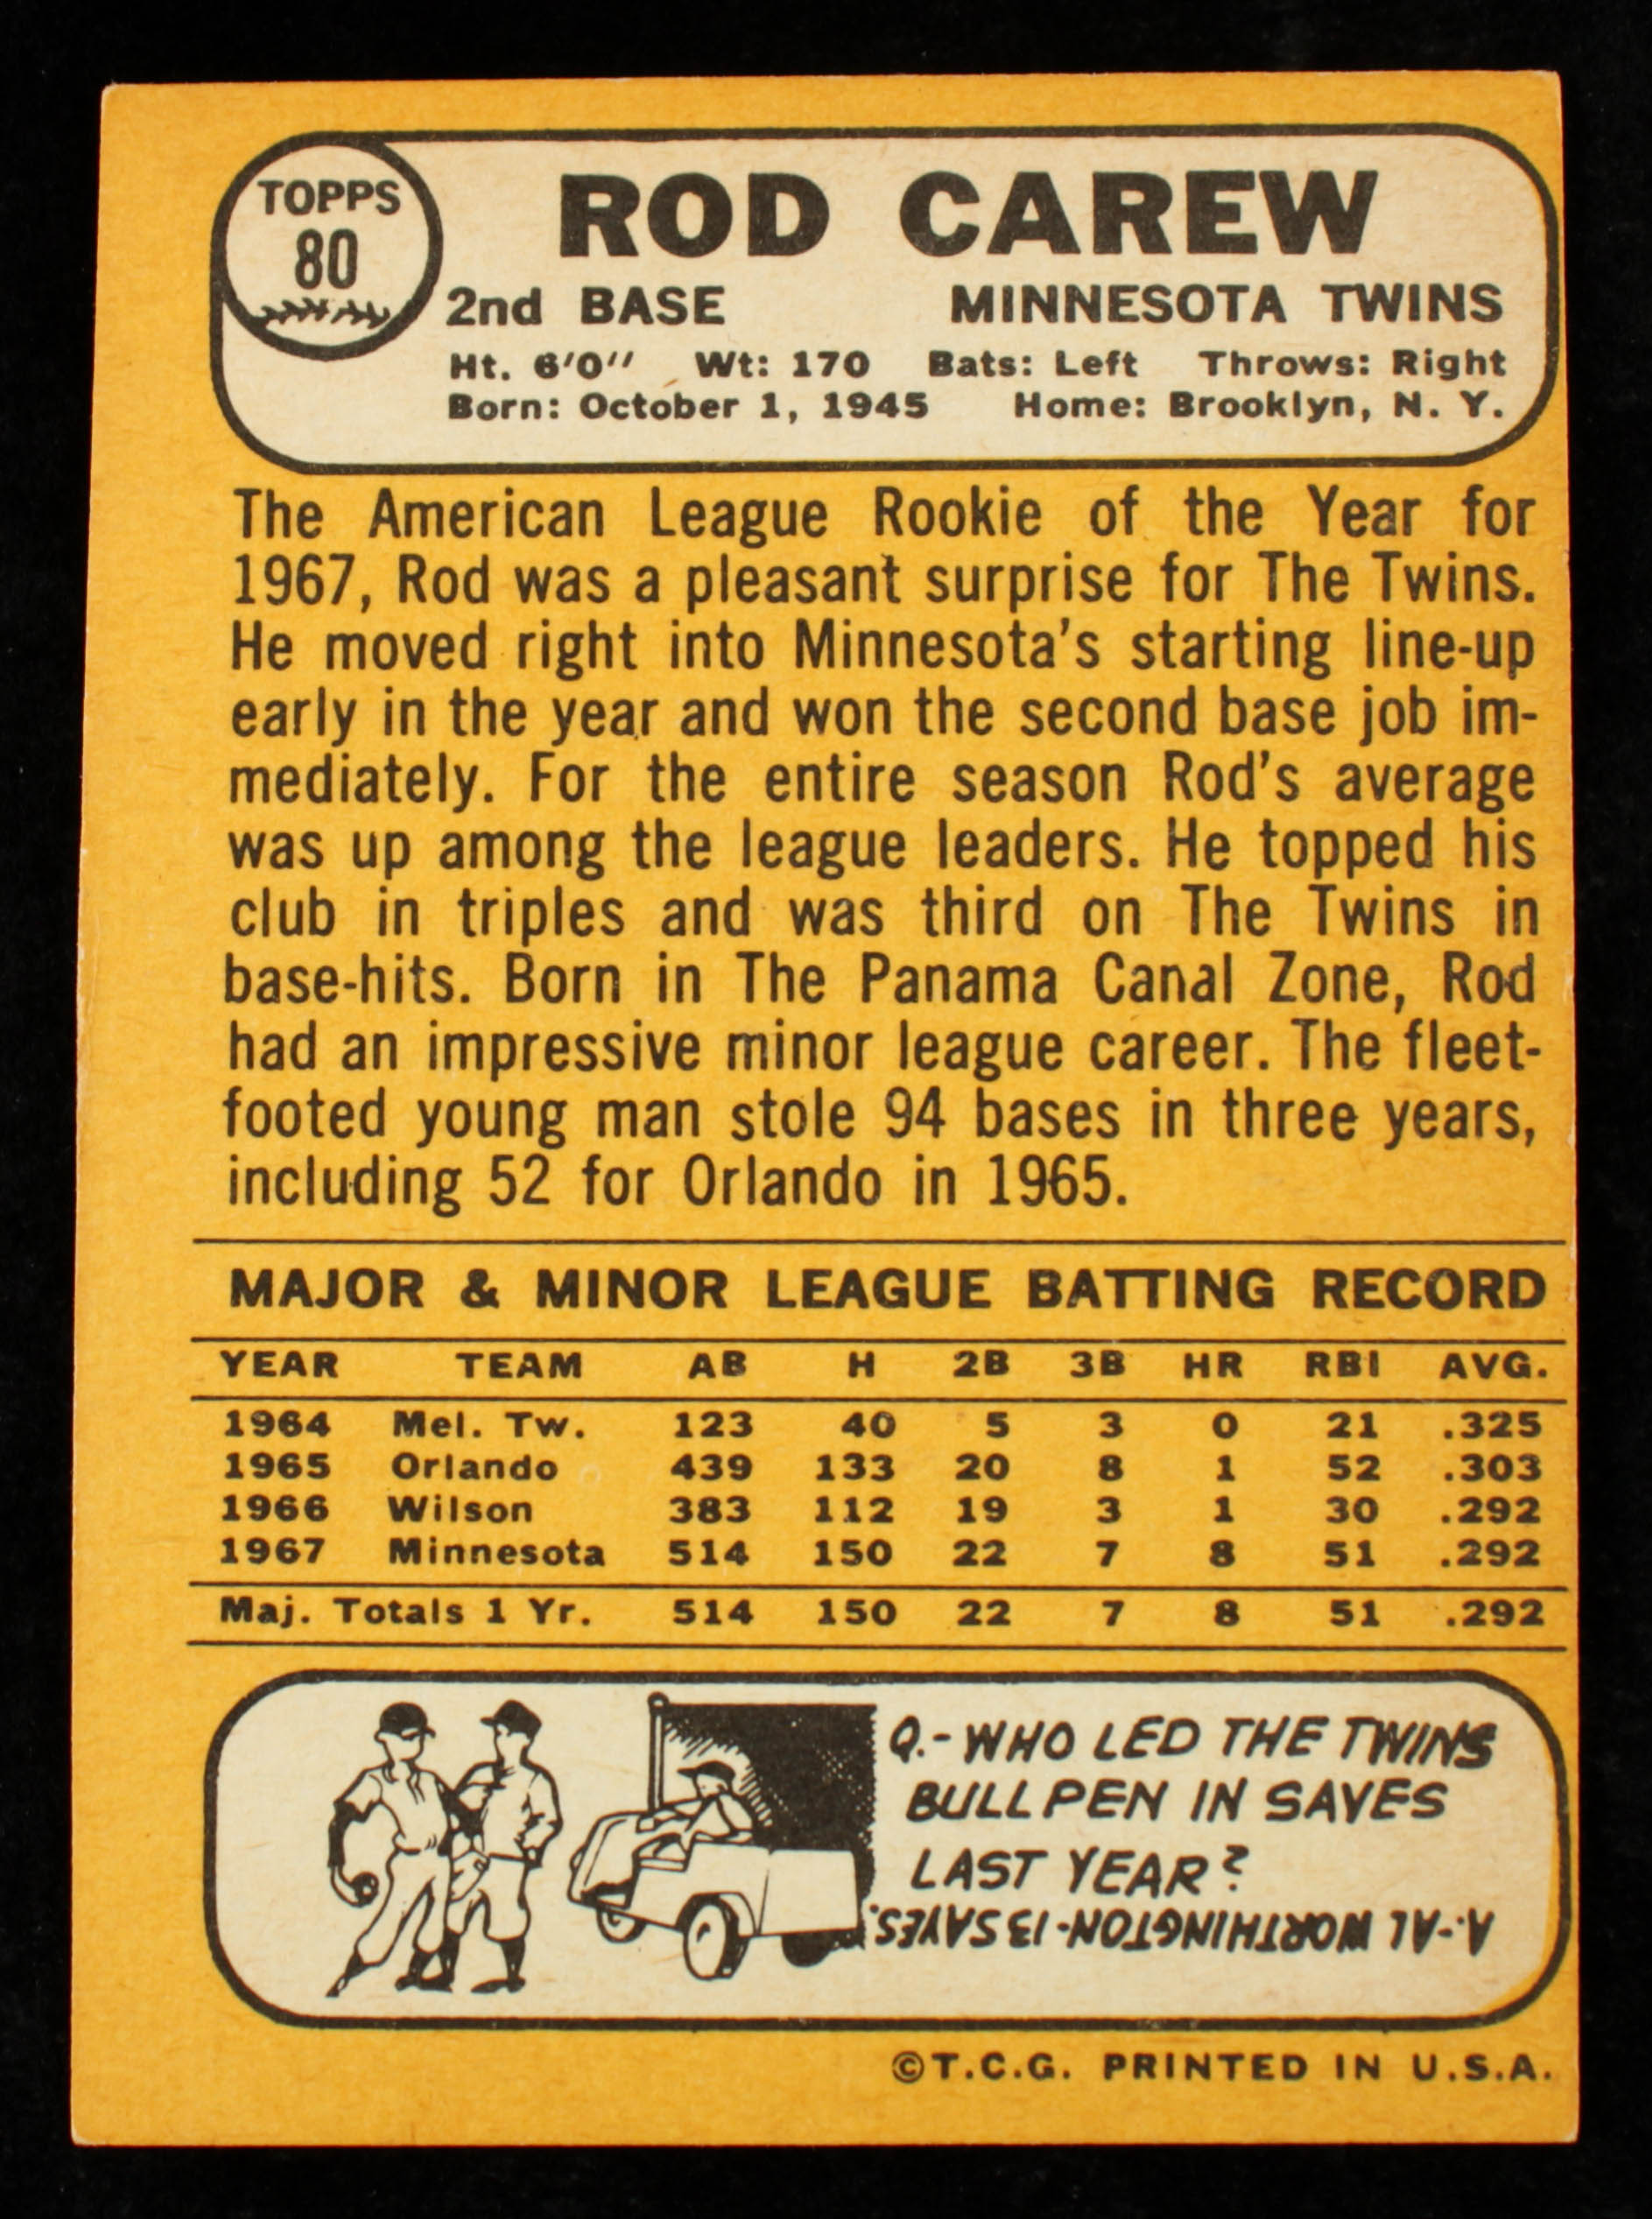 TOPPS
80
ROD CAREW
2nd BASE MINNESOTA TWINS
Ht. 6'0" Wt: 170 Bats: Left Throws: Right
Born: October 1, 1945 Home: Brooklyn, N. Y.
The American League Rookie of the Year for
1967, Rod was a pleasant surprise for The Twins.
He moved right into Minnesota's starting line-up
early in the year and won the second base job im-
mediately. For the entire season Rod's average
was up among the league leaders. He topped his
club in triples and was third on The Twins in
base-hits. Born in The Panama Canal Zone, Rod
had an impressive minor league career. The fleet-
footed young man stole 94 bases in three years,
including 52 for Orlando in 1965.
MAJOR & MINOR LEAGUE BATTING RECORD
YEAR TEAM AB H 2B 3B HR RBI AVG.
1964 Mel. Tw. 123 40 5 3 0 21 .325
1965 Orlando 439 133 20 8 1 52 .303
1966 Wilson 383 112 19 3 1 30 .292
1967 Minnesota 514 150 22 7 8 51 .292
Maj. Totals 1 Yr. 514 150 22 7 8 51 .292
Q.- WHO LED THE TWINS
BULLPEN IN SAVES
LAST YEAR?
A.-AL WORTHINGTON-13 SAVES.
©T.C.G. PRINTED IN U.S.A.